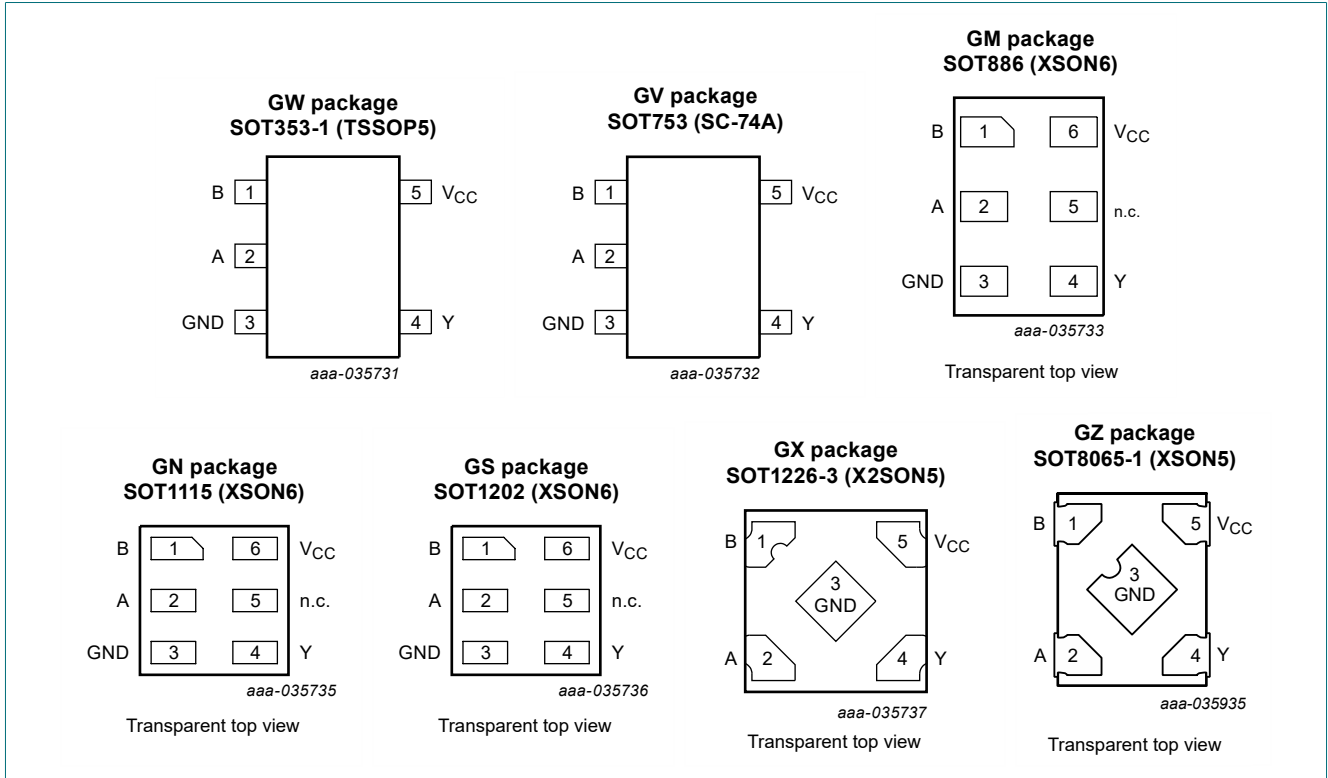 GW package
SOT353-1 (TSSOP5)
B 1 5 VCC
A 2
GND 3 4 Y
aaa-035731
GV package
SOT753 (SC-74A)
B 1 5 VCC
A 2
GND 3 4 Y
aaa-035732
GM package
SOT886 (XSON6)
B 1 6 VCC
A 2 5 n.c.
GND 3 4 Y
aaa-035733
Transparent top view
GN package
SOT1115 (XSON6)
B 1 6 VCC
A 2 5 n.c.
GND 3 4 Y
aaa-035735
Transparent top view
GS package
SOT1202 (XSON6)
B 1 6 VCC
A 2 5 n.c.
GND 3 4 Y
aaa-035736
Transparent top view
GX package
SOT1226-3 (X2SON5)
B 1 5 VCC
3
GND
A 2 4 Y
aaa-035737
Transparent top view
GZ package
SOT8065-1 (XSON5)
B 1 5 VCC
3
GND
A 2 4 Y
aaa-035935
Transparent top view